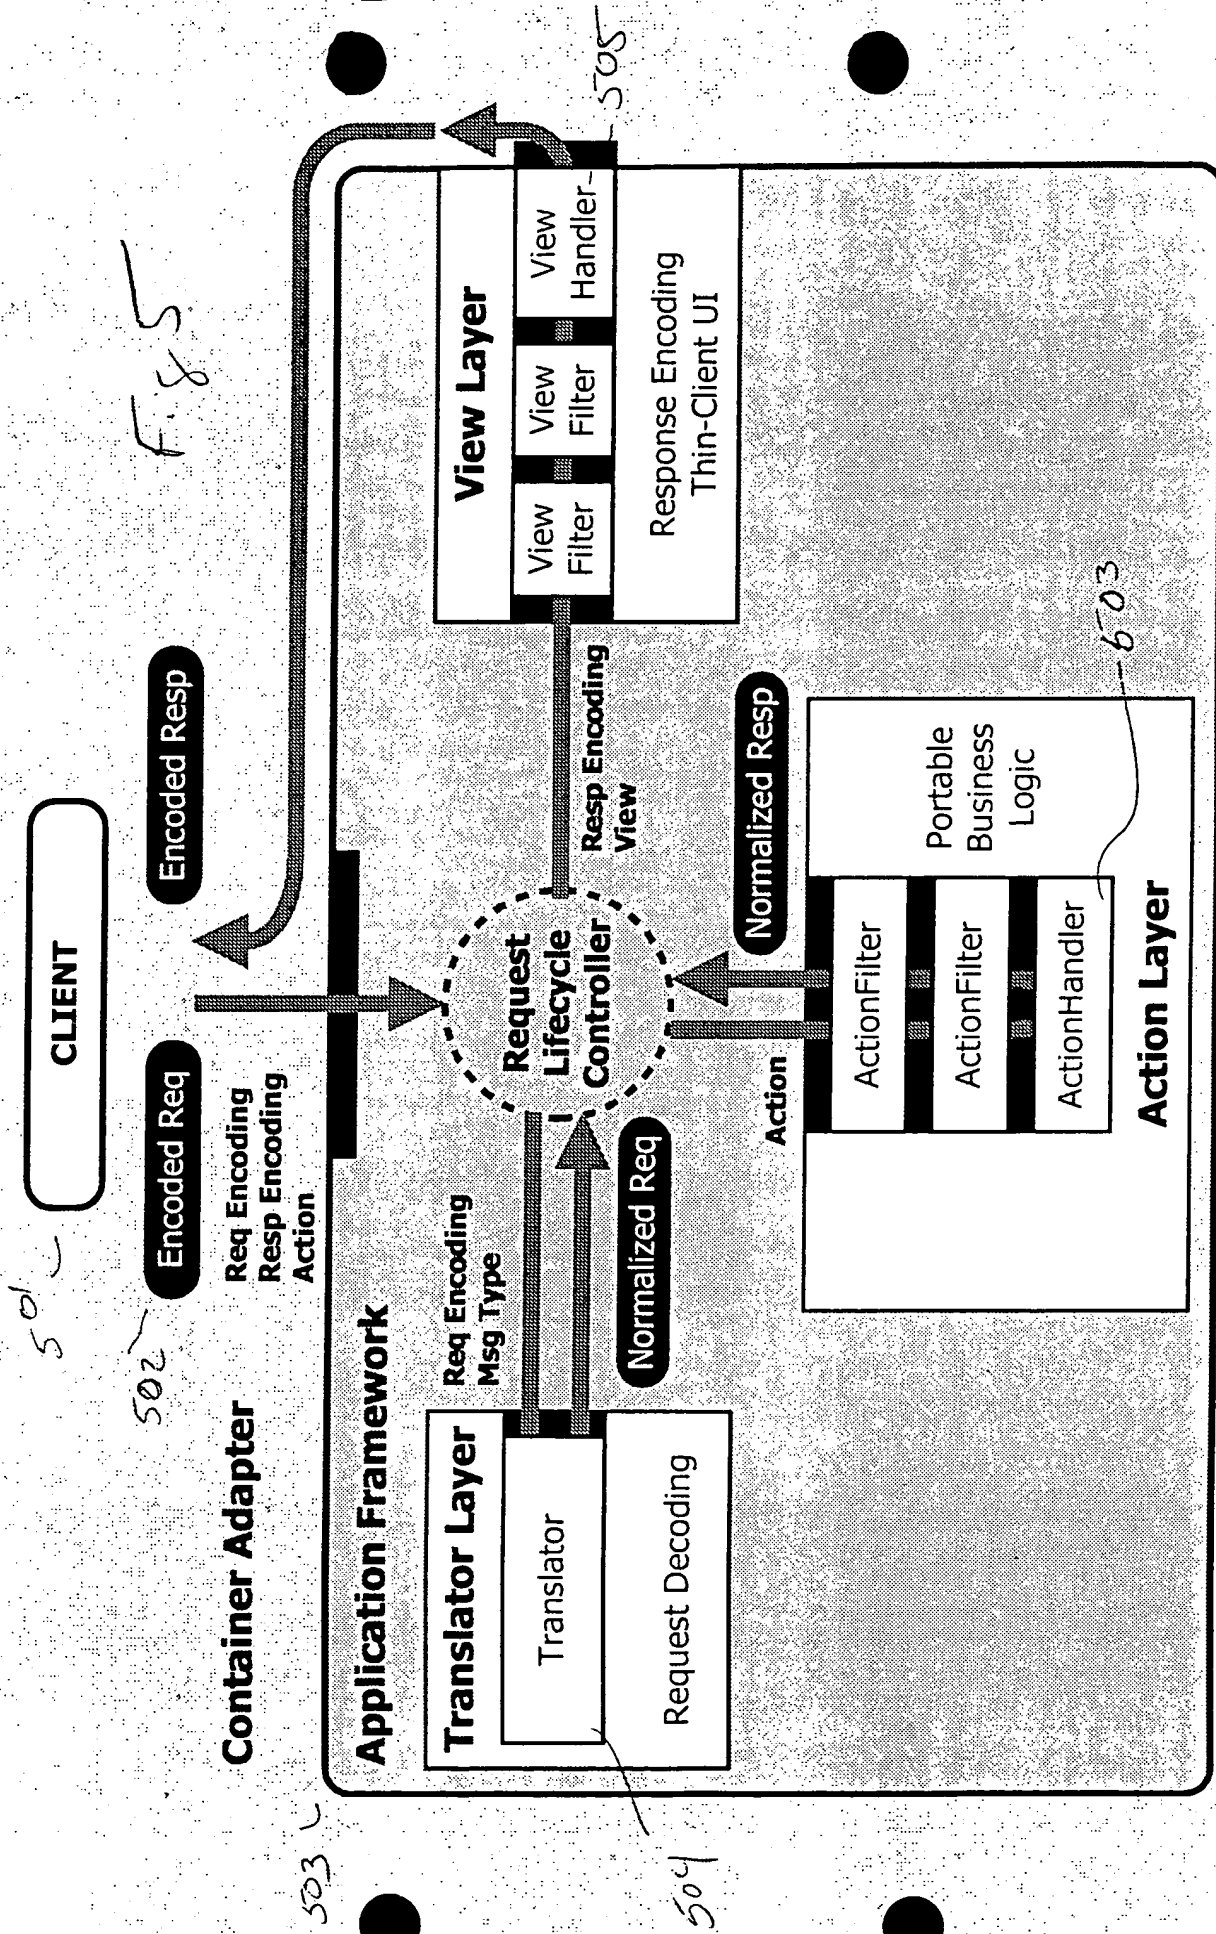 Fig 5
501
CLIENT
502
Encoded Req
Encoded Resp
Container Adapter
Req Encoding
Resp Encoding
Action
503
Application Framework
Translator Layer
Translator
Request Decoding
504
Req Encoding
Msg Type
Normalized Req
Request
Lifecycle
Controller
Resp Encoding
View
View Layer
View
Filter
View
Filter
View
Handler
505
Response Encoding
Thin-Client UI
Action
Normalized Resp
ActionFilter
ActionFilter
ActionHandler
Portable
Business
Logic
503
Action Layer